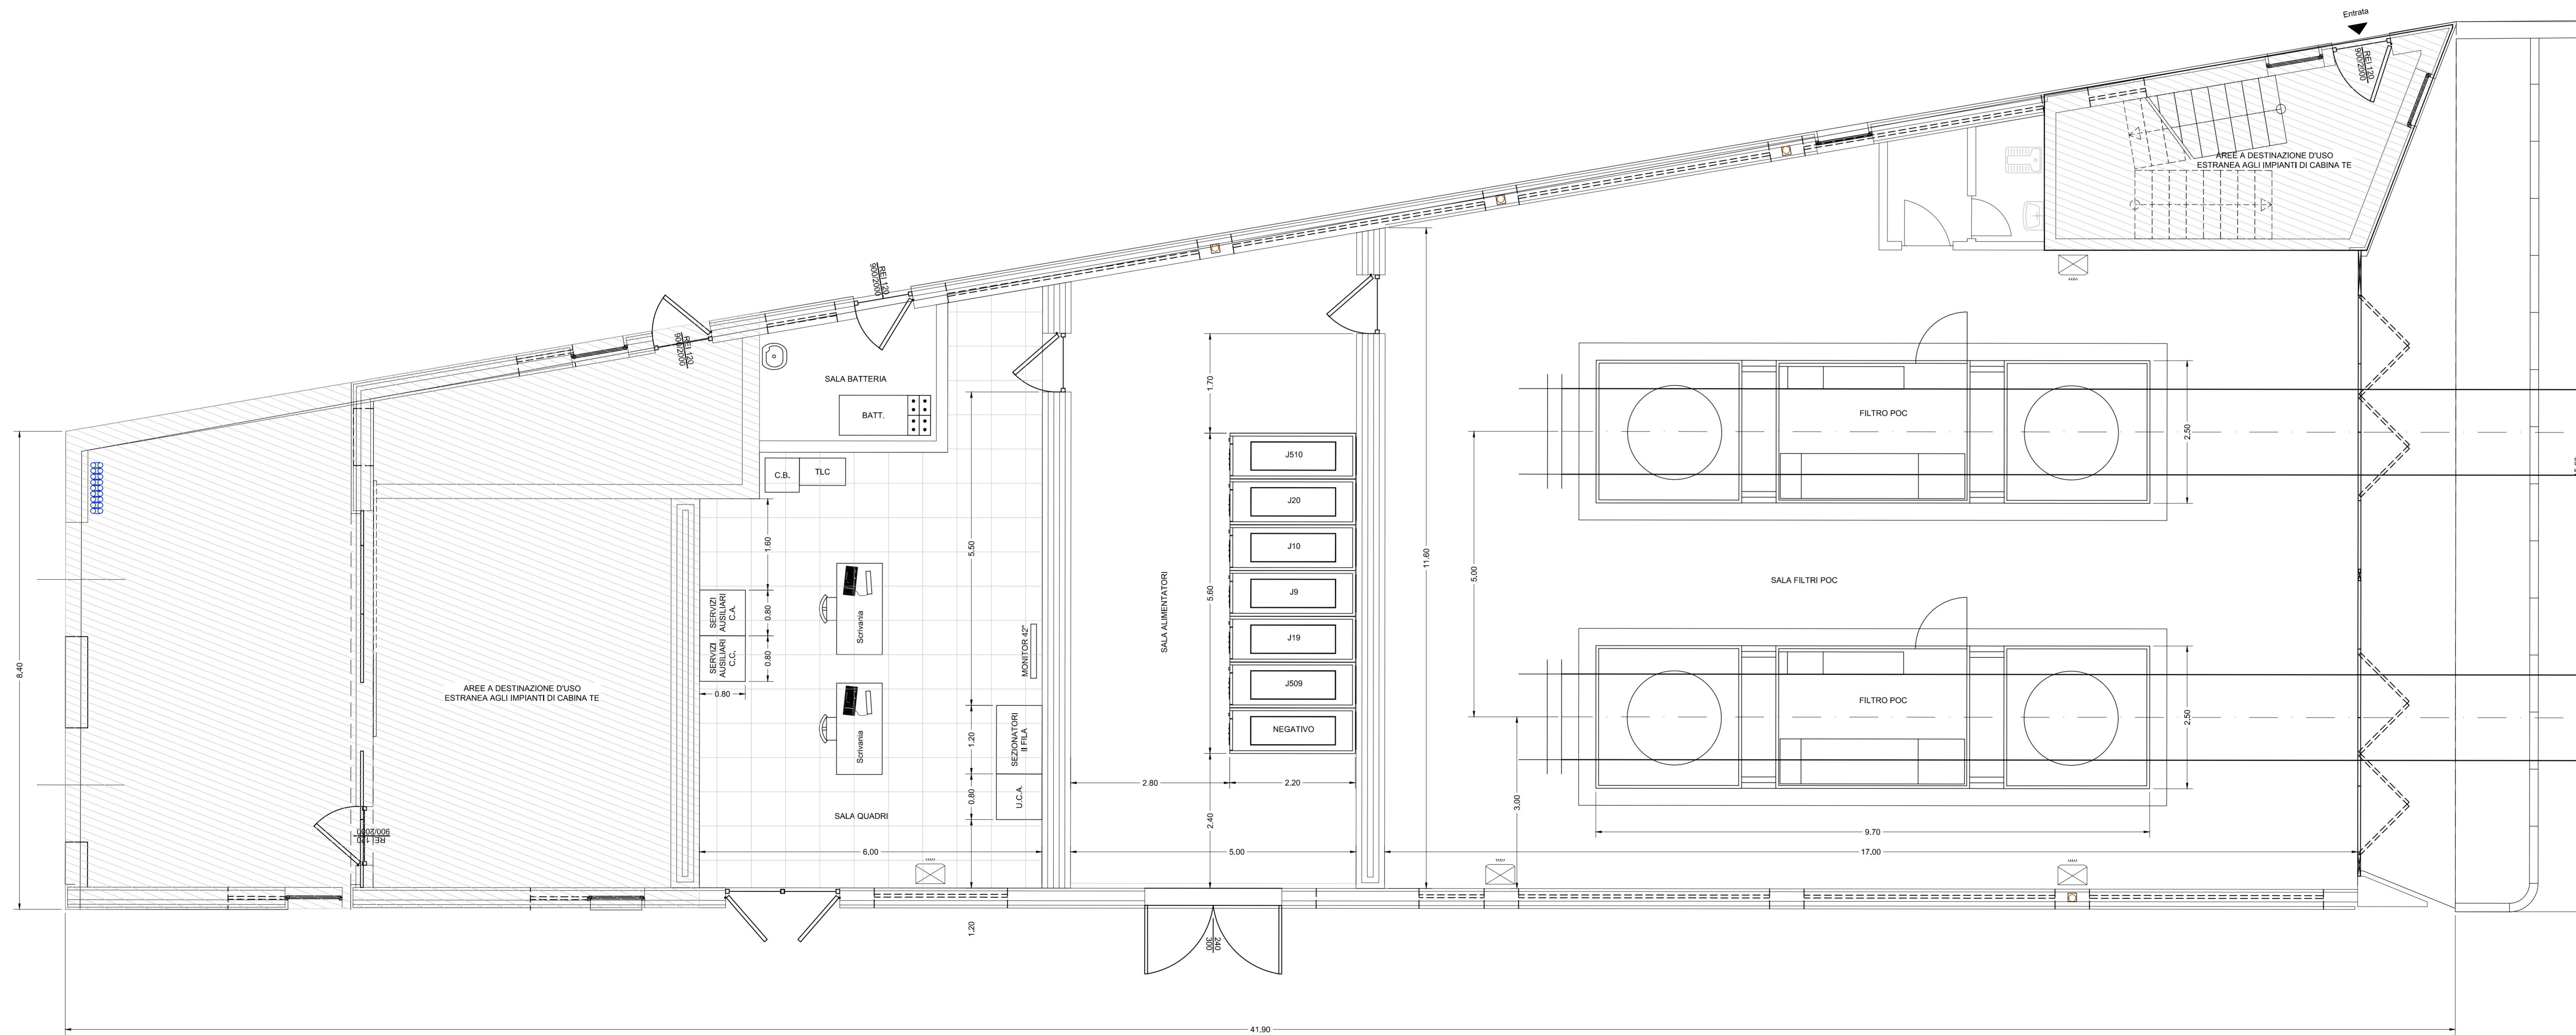 Entrata
REI 120
900/2000
AREE A DESTINAZIONE D'USO
ESTRANEA AGLI IMPIANTI DI CABINA TE
REI 120
900/2000
REI 120
900/2000
SALA BATTERIA
BATT.
C.B.
TLC
FILTRO POC
2,50
1.70
J510
J20
J10
J9
J19
J509
NEGATIVO
5.60
5.50
11.60
5.00
1.60
0.80
0.80
0.80
SERVIZI
AUSILIARI
C.A.
SERVIZI
AUSILIARI
C.C.
Scrivania
Scrivania
MONITOR 42"
SALA ALIMENTATORI
SALA FILTRI POC
8,40
AREE A DESTINAZIONE D'USO
ESTRANEA AGLI IMPIANTI DI CABINA TE
SEZIONATORI
II FILA
1.20
U.C.A.
0.80
SALA QUADRI
FILTRO POC
2,50
2.80
2.20
2.40
3.00
9.70
REI 120
900/2000
6.00
5.00
17.00
1.20
240
300
41.90